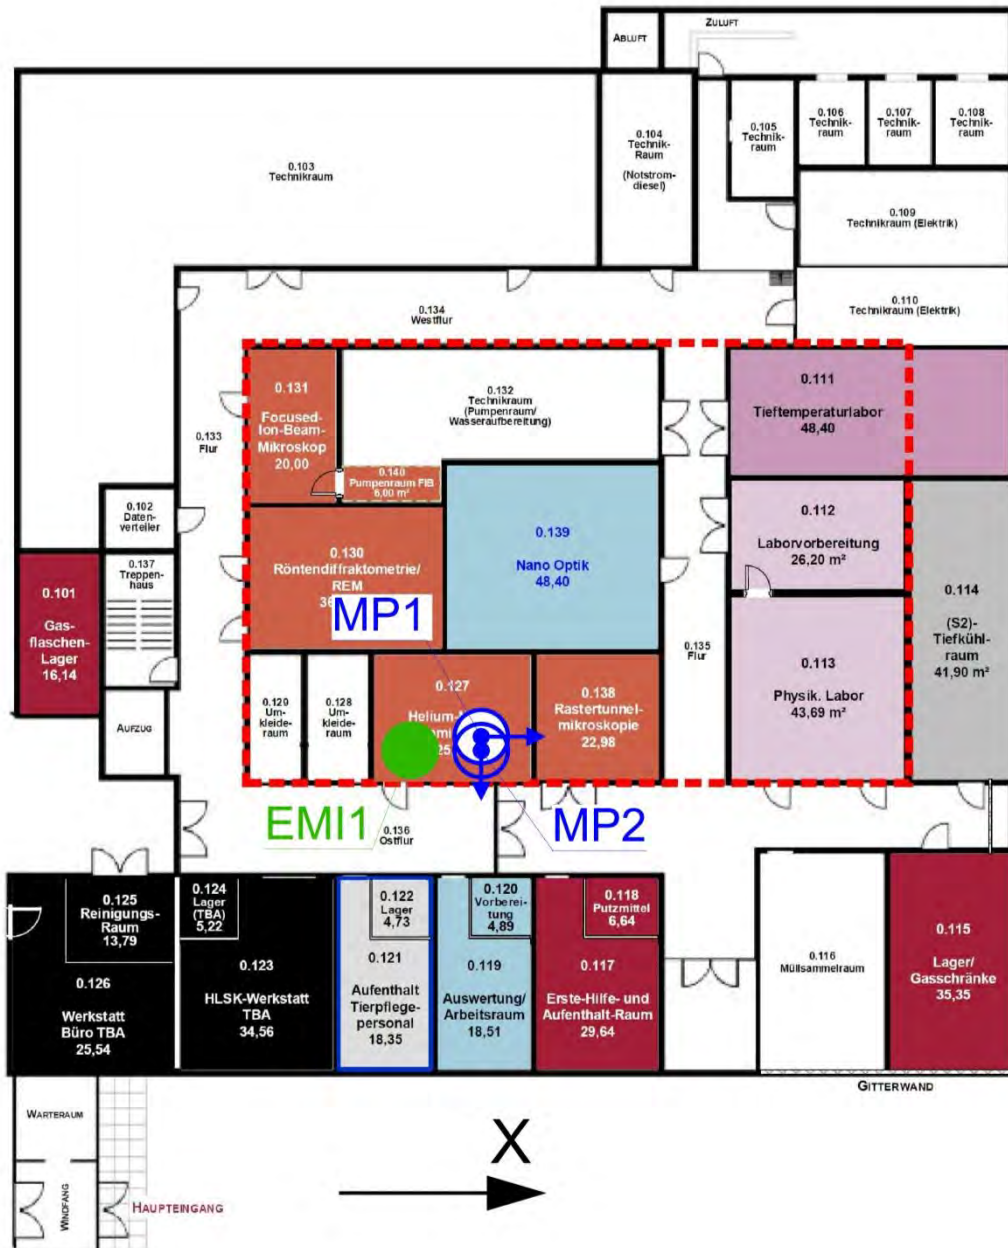 ABLUFT
ZULUFT
0.103
Technikraum
0.104
Technik-
Raum
(Notstrom-
diesel)
0.105
Technik-
raum
0.106
Technik-
raum
0.107
Technik-
raum
0.108
Technik-
raum
0.109
Technikraum (Elektrik)
0.110
Technikraum (Elektrik)
0.134
Westflur
0.131
Focused-
Ion-Beam-
Mikroskop
20,00
0.132
Technikraum
(Pumpenraum/
Wasseraufbereitung)
0.111
Tieftemperaturlabor
48,40
0.133
Flur
0.140
Pumpenraum FIB
6,00 m²
0.102
Daten-
verteiler
0.112
Laborvorbereitung
26,20 m²
0.139
Nano Optik
48,40
0.130
Röntendiffraktometrie/
REM
MP1
0.137
Treppen-
haus
0.101
Gas-
flaschen-
Lager
16,14
0.114
(S2)-
Tiefkühl-
raum
41,90 m²
0.135
Flur
0.113
Physik. Labor
43,69 m²
0.129
Um-
kleide-
raum
0.128
Um-
kleide-
raum
0.127
0.138
Rastertunnel-
mikroskopie
22,98
AUFZUG
EMI1
0.136
Ostflur
MP2
0.125
Reinigungs-
Raum
13,79
0.124
Lager
(TBA)
5,22
0.122
Lager
4,73
0.120
Vorberei-
tung
4,89
0.118
Putzmittel
6,64
0.126
Werkstatt
Büro TBA
25,54
0.123
HLSK-Werkstatt
TBA
34,56
0.121
Aufenthalt
Tierpflege-
personal
18,35
0.119
Auswertung/
Arbeitsraum
18,51
0.117
Erste-Hilfe- und
Aufenthalt-Raum
29,64
0.116
Müllsammelraum
0.115
Lager/
Gasschränke
35,35
GITTERWAND
WARTERAUM
X
WINDFANG
HAUPTEINGANG